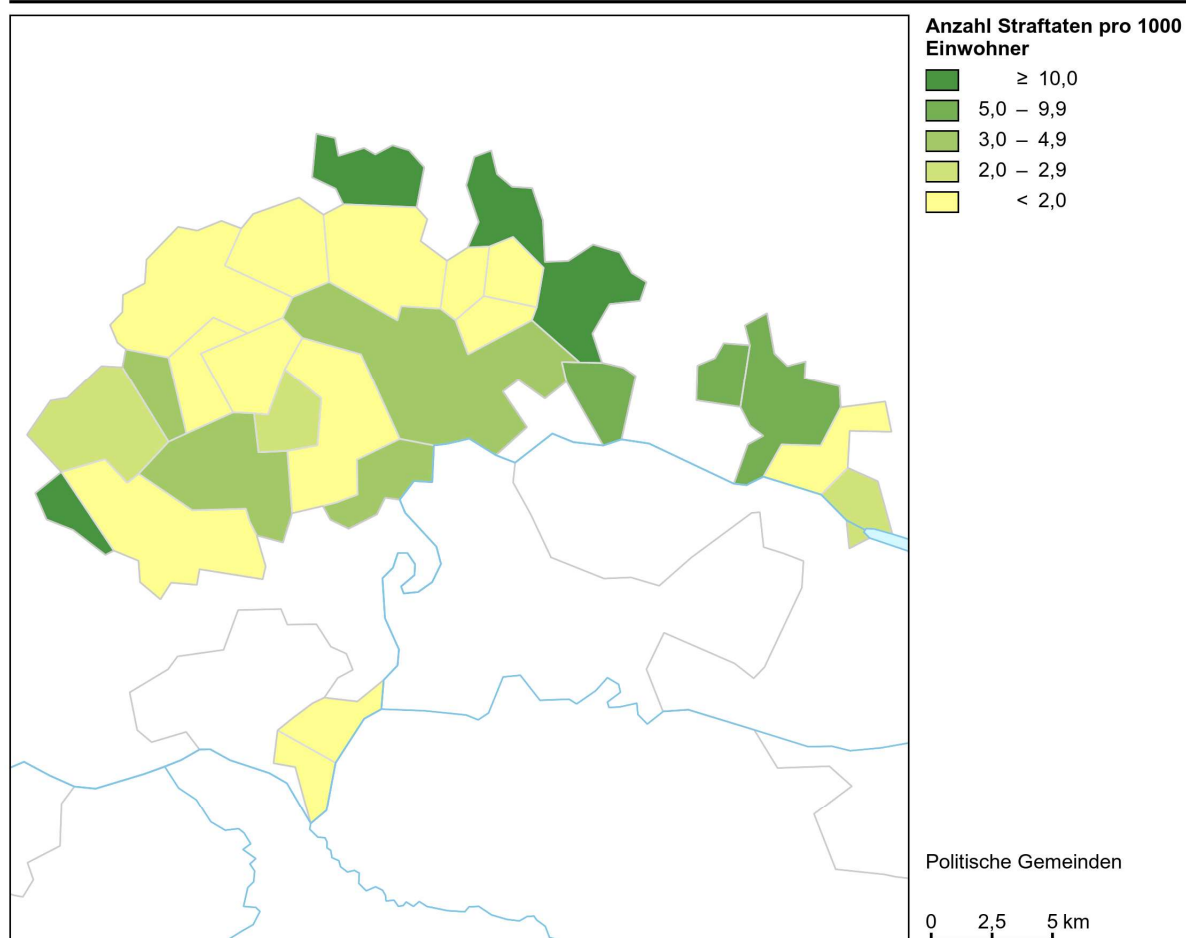 Anzahl Straftaten pro 1000
Einwohner
≥ 10,0
5,0 – 9,9
3,0 – 4,9
2,0 – 2,9
< 2,0
Politische Gemeinden
0 2,5 5 km